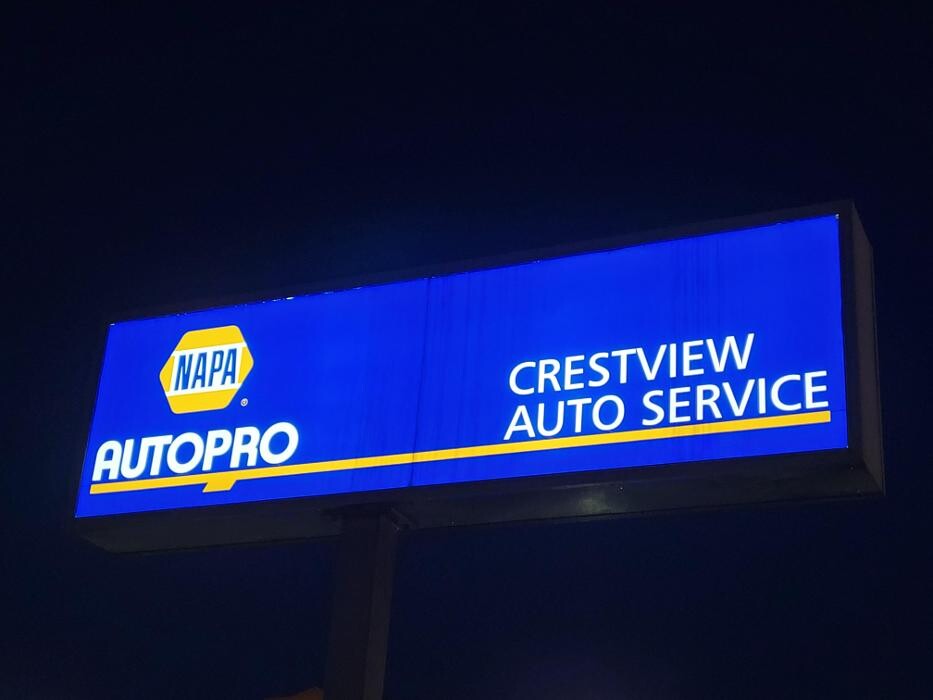 NAPA
®
AUTOPRO
CRESTVIEW
AUTO SERVICE